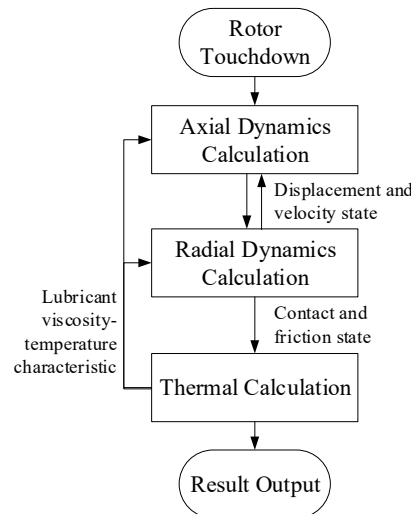 Rotor
Touchdown
Axial Dynamics
Calculation
Displacement and
velocity state
Radial Dynamics
Calculation
Lubricant
viscosity-
temperature
characteristic
Contact and
friction state
Thermal Calculation
Result Output